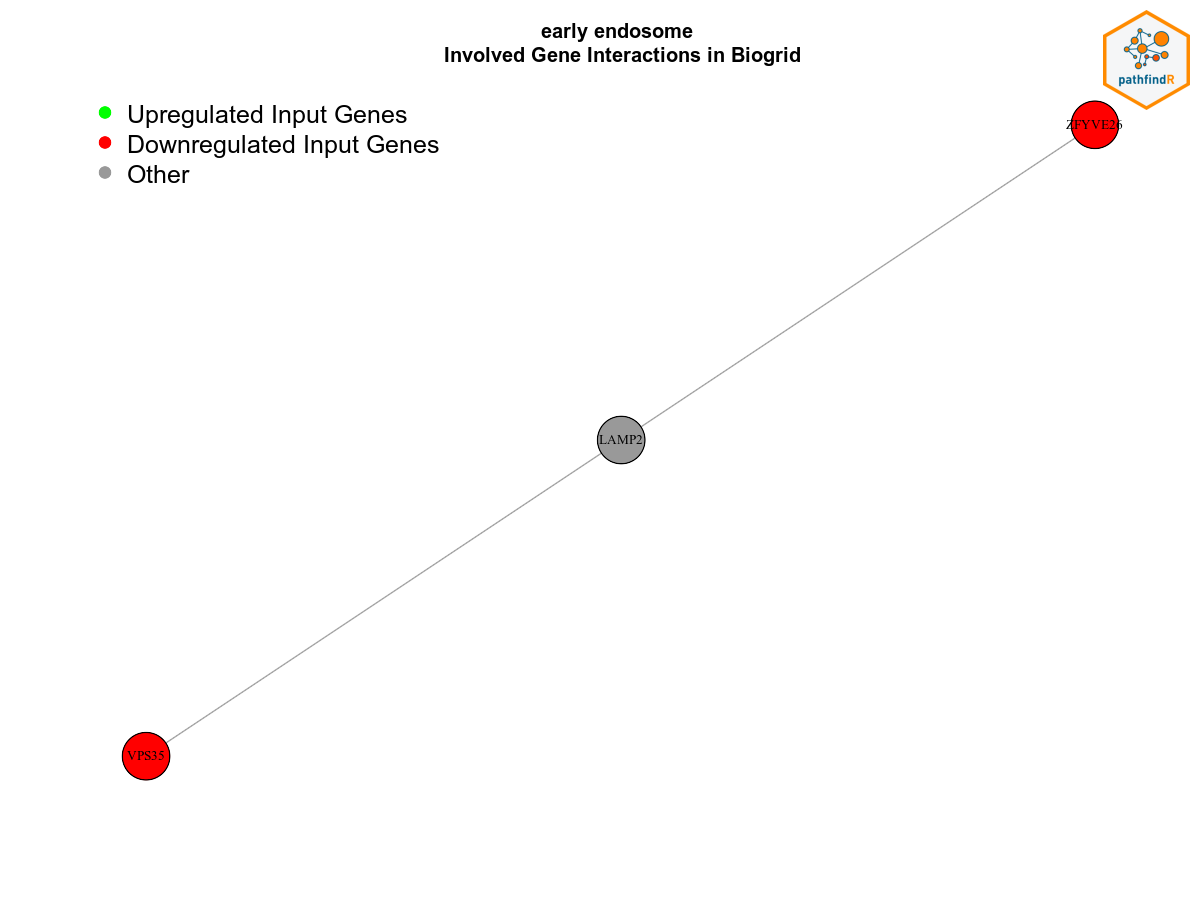 early endosome
Involved Gene Interactions in Biogrid
pathfindR
Upregulated Input Genes
Downregulated Input Genes
Other
ZFYVE26
LAMP2
VPS35